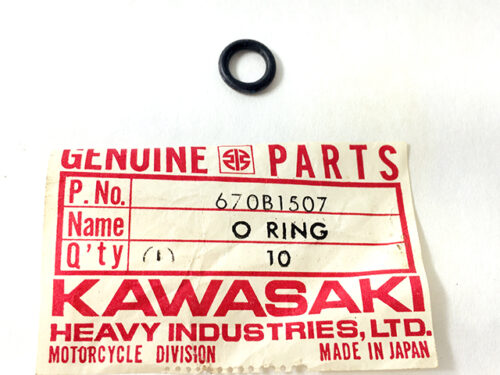 GENUINE PARTS
P. No. 670B1507
Name O RING
Q'ty (1) 10
KAWASAKI
HEAVY INDUSTRIES, LTD.
MOTORCYCLE DIVISION MADE IN JAPAN